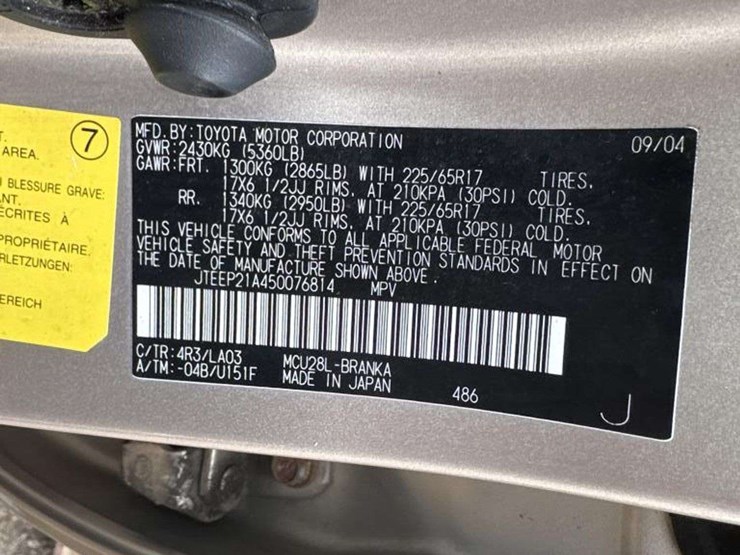 7
T.
AREA.
BLESSURE GRAVE:
NT.
ÉCRITES À
PROPRIÉTAIRE.
RLETZUNGEN:
EREICH
MFD. BY: TOYOTA MOTOR CORPORATION 09/04
GVWR: 2430KG (5360LB)
GAWR: FRT. 1300KG (2865LB) WITH 225/65R17 TIRES,
17X6 1/2JJ RIMS, AT 210KPA (30PSI) COLD.
RR. 1340KG (2950LB) WITH 225/65R17 TIRES,
17X6 1/2JJ RIMS, AT 210KPA (30PSI) COLD.
THIS VEHICLE CONFORMS TO ALL APPLICABLE FEDERAL MOTOR
VEHICLE SAFETY AND THEFT PREVENTION STANDARDS IN EFFECT ON
THE DATE OF MANUFACTURE SHOWN ABOVE.
JTEEP21A450076814 MPV
C/TR: 4R3/LA03 MCU28L-BRANKA
A/TM: -04B/U151F MADE IN JAPAN 486
J